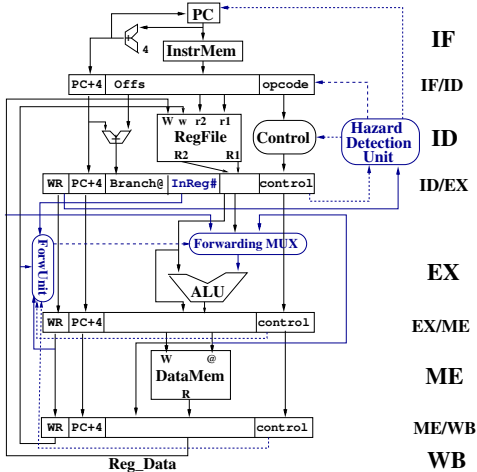 PC
IF
4
InstrMem
PC+4 Offs opcode IF/ID
W w r2 r1
RegFile
R2 R1
Control
Hazard
Detection
Unit
ID
WR PC+4 Branch@ InReg# control ID/EX
ForwUnit
Forwarding MUX
ALU
EX
WR PC+4 control EX/ME
W @
DataMem
R
ME
WR PC+4 control ME/WB
Reg_Data
WB